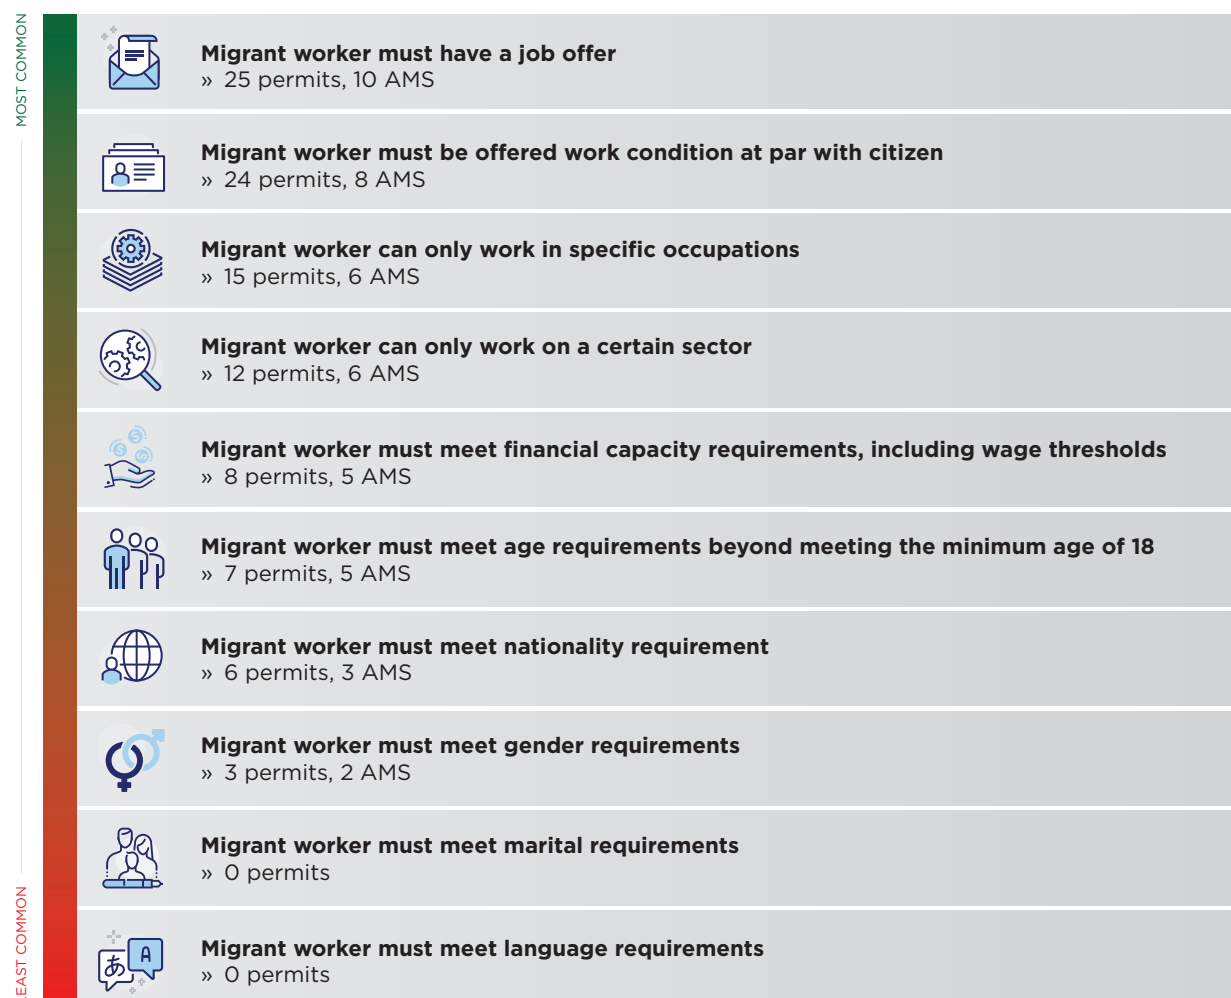 MOST COMMON
Migrant worker must have a job offer
» 25 permits, 10 AMS
Migrant worker must be offered work condition at par with citizen
» 24 permits, 8 AMS
Migrant worker can only work in specific occupations
» 15 permits, 6 AMS
Migrant worker can only work on a certain sector
» 12 permits, 6 AMS
Migrant worker must meet financial capacity requirements, including wage thresholds
» 8 permits, 5 AMS
Migrant worker must meet age requirements beyond meeting the minimum age of 18
» 7 permits, 5 AMS
Migrant worker must meet nationality requirement
» 6 permits, 3 AMS
Migrant worker must meet gender requirements
» 3 permits, 2 AMS
Migrant worker must meet marital requirements
» 0 permits
あ A
Migrant worker must meet language requirements
» 0 permits
EAST COMMON